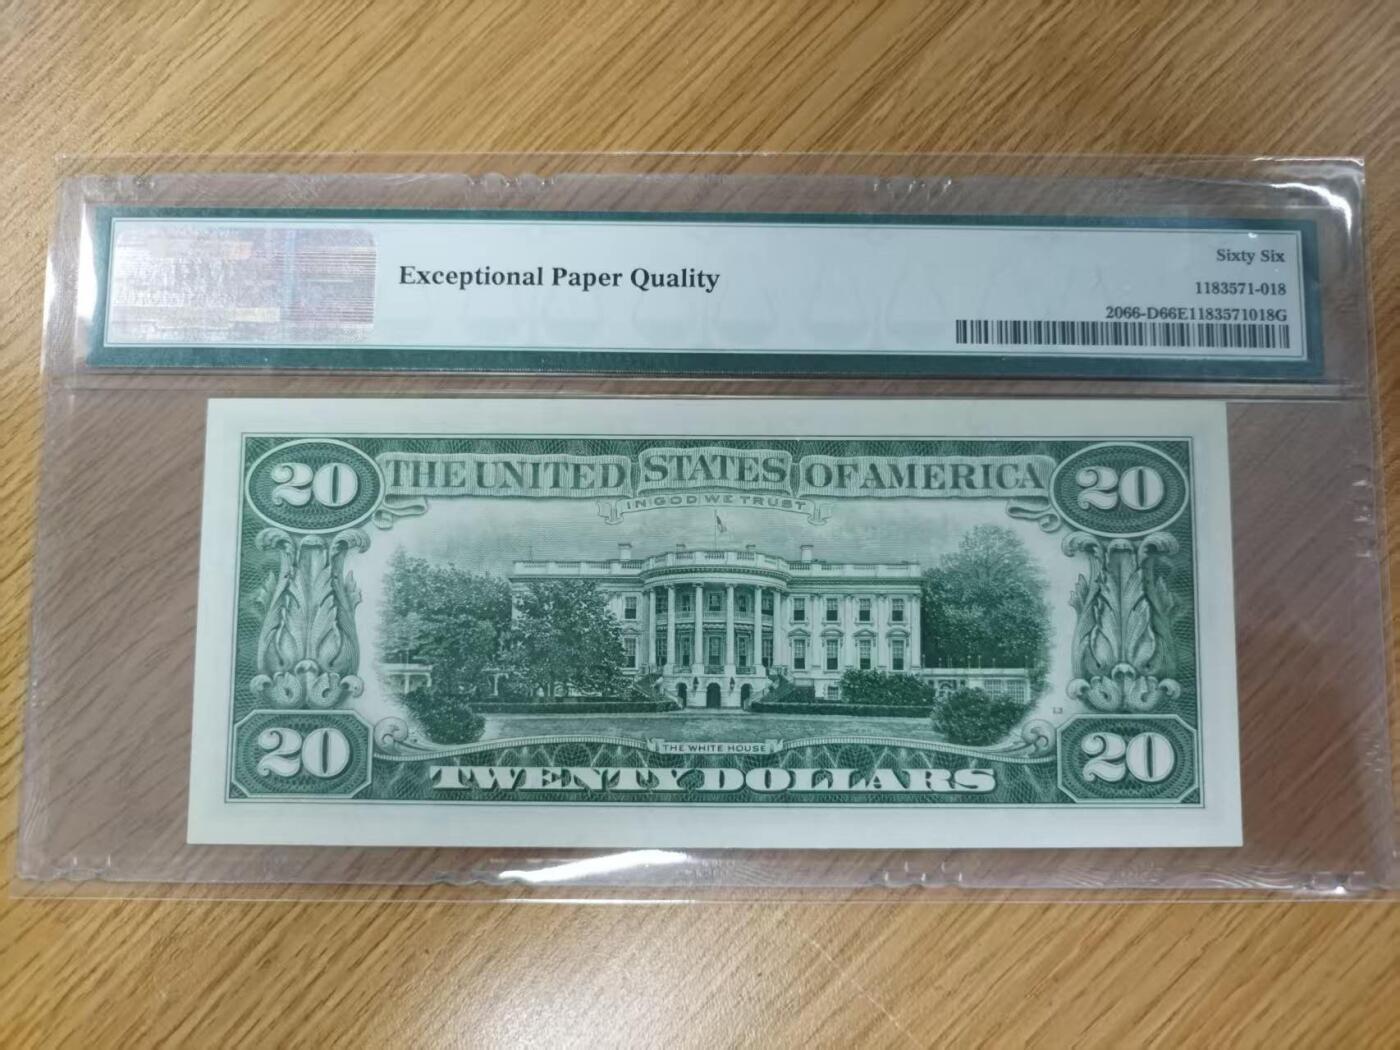 Exceptional Paper Quality
Sixty Six
1183571-018
2066-D66E1183571018G
20 THE UNITED STATES OF AMERICA 20
IN GOD WE TRUST
THE WHITE HOUSE
20 TWENTY DOLLARS 20